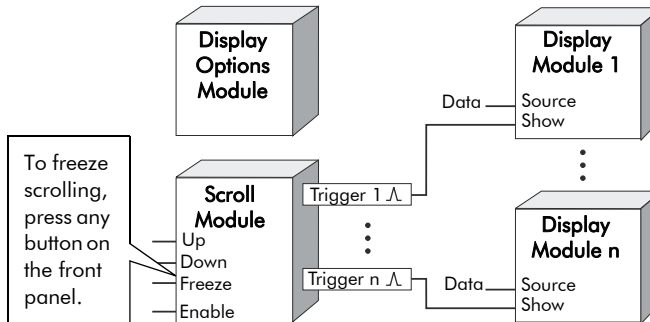 Display
Options
Module
Display
Module 1
Data
Source
Show
To freeze
scrolling,
press any
button on
the front
panel.
Scroll
Module
Up
Down
Freeze
Enable
Trigger 1
Trigger n
Display
Module n
Data
Source
Show